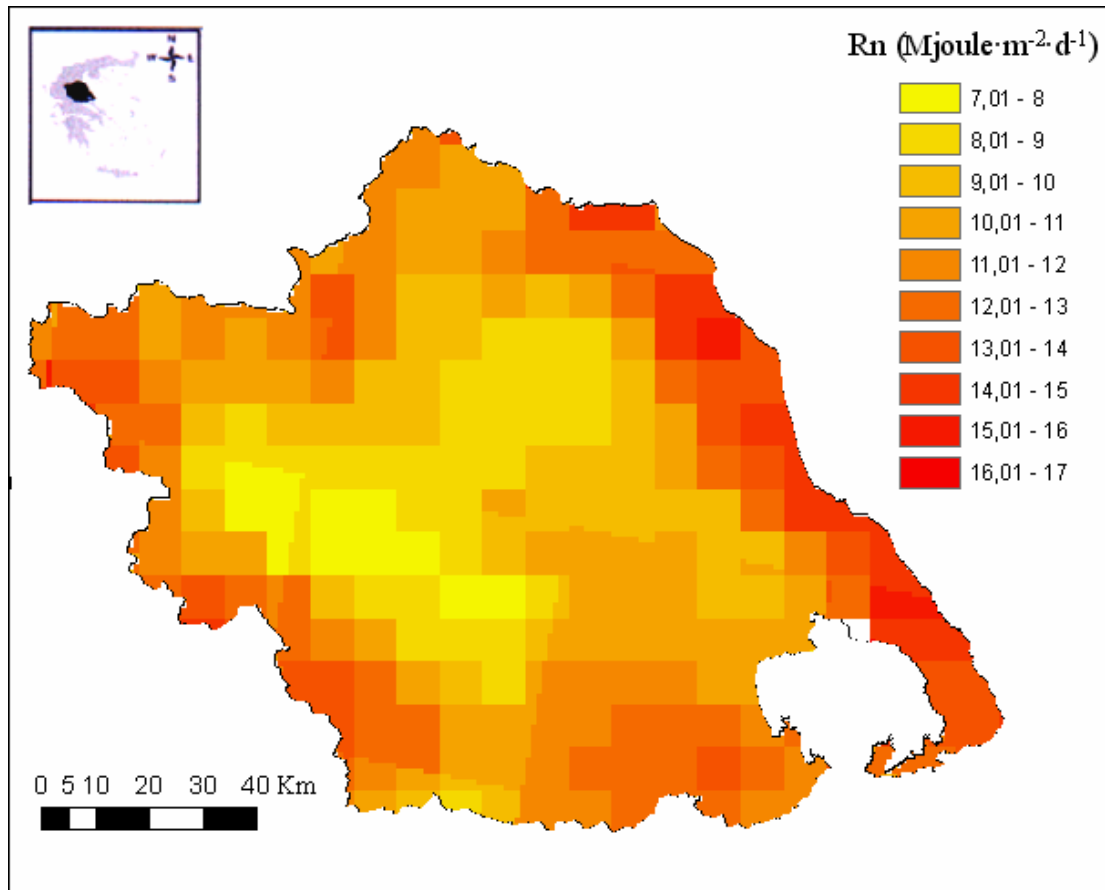 N
W E
S
Rn (Mjoule·m⁻²·d⁻¹)
7,01 - 8
8,01 - 9
9,01 - 10
10,01 - 11
11,01 - 12
12,01 - 13
13,01 - 14
14,01 - 15
15,01 - 16
16,01 - 17
0 5 10 20 30 40 Km